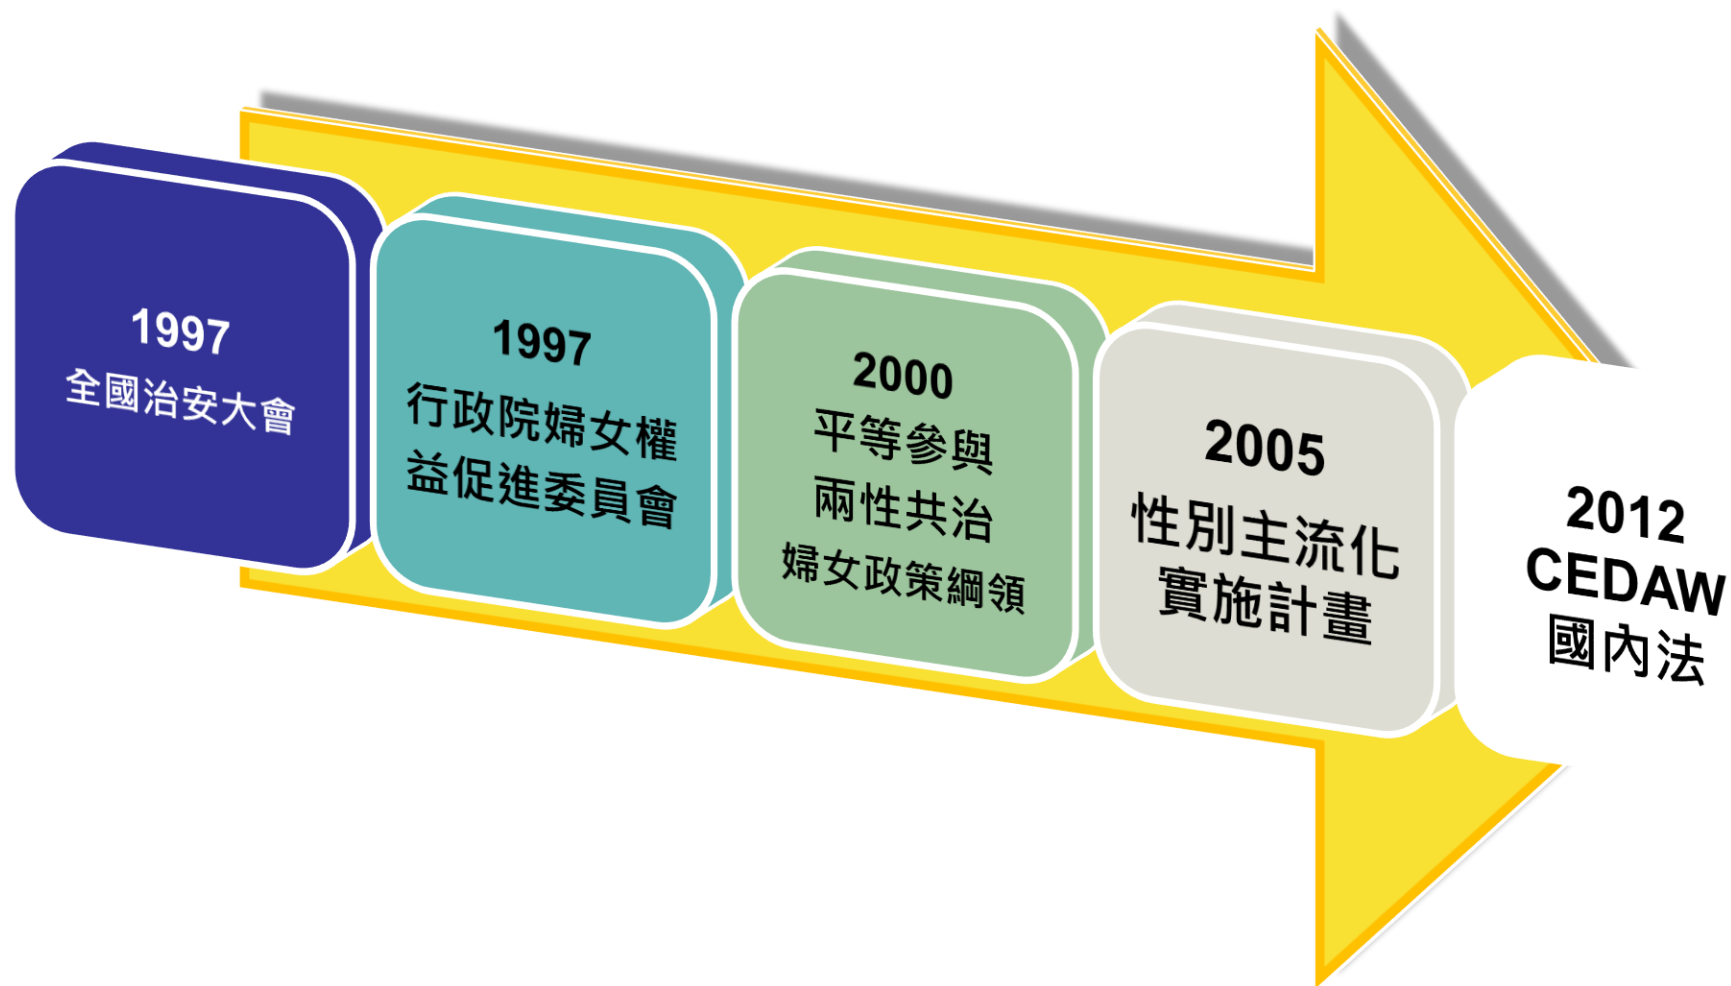 1997
全國治安大會
1997
行政院婦女權
益促進委員會
2000
平等參與
兩性共治
婦女政策綱領
2005
性別主流化
實施計畫
2012
CEDAW
國內法